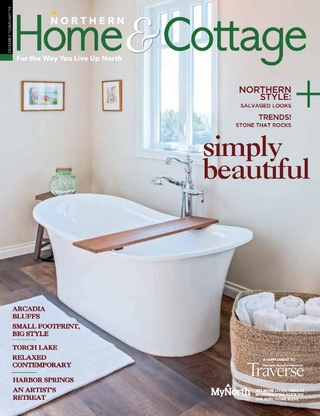 NORTHERN
Home & Cottage
For the Way You Live Up North
NORTHERN
STYLE:
SALVAGED LOOKS
TRENDS!
STONE THAT ROCKS
+
simply
beautiful
ARCADIA
BLUFFS
SMALL FOOTPRINT,
BIG STYLE
TORCH LAKE
RELAXED
CONTEMPORARY
HARBOR SPRINGS
AN ARTIST'S
RETREAT
A SUPPLEMENT TO
Traverse
MyNorth